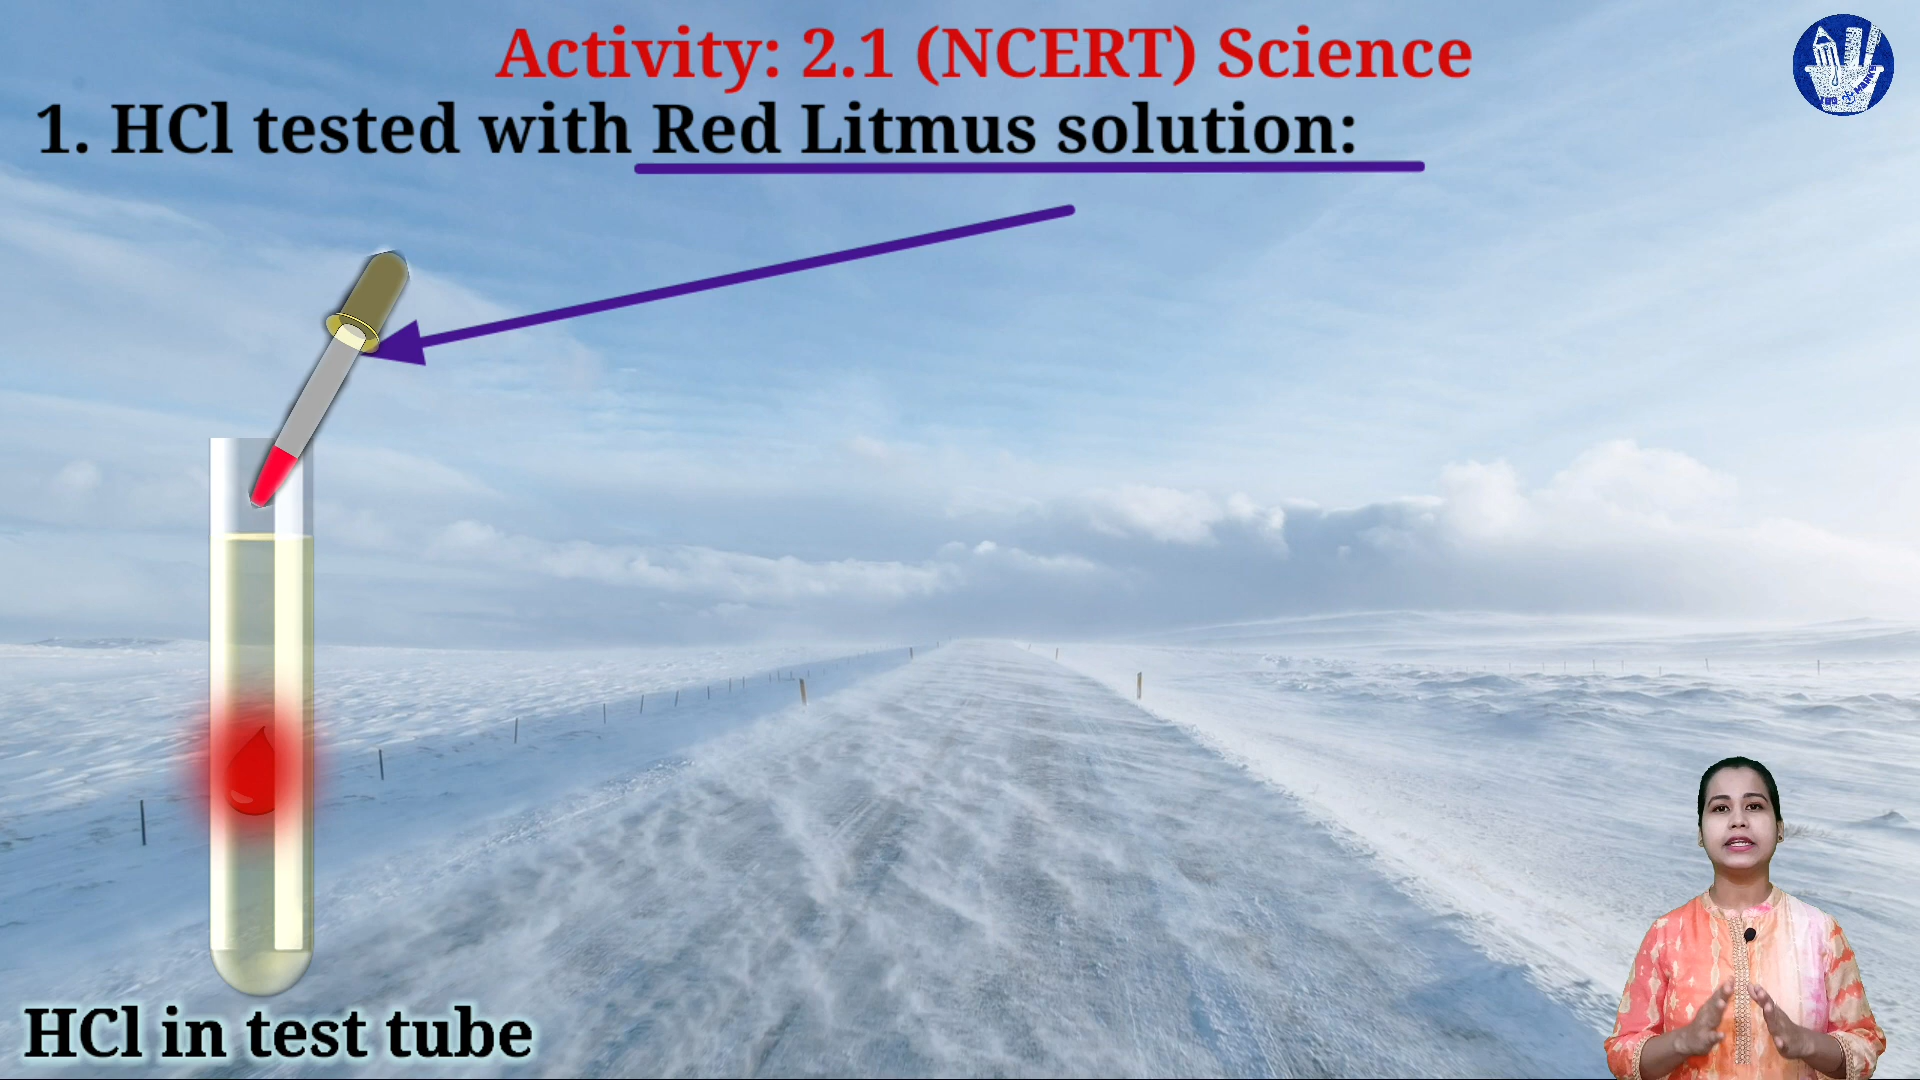 Activity: 2.1 (NCERT) Science
1. HCl tested with Red Litmus solution:
HCl in test tube